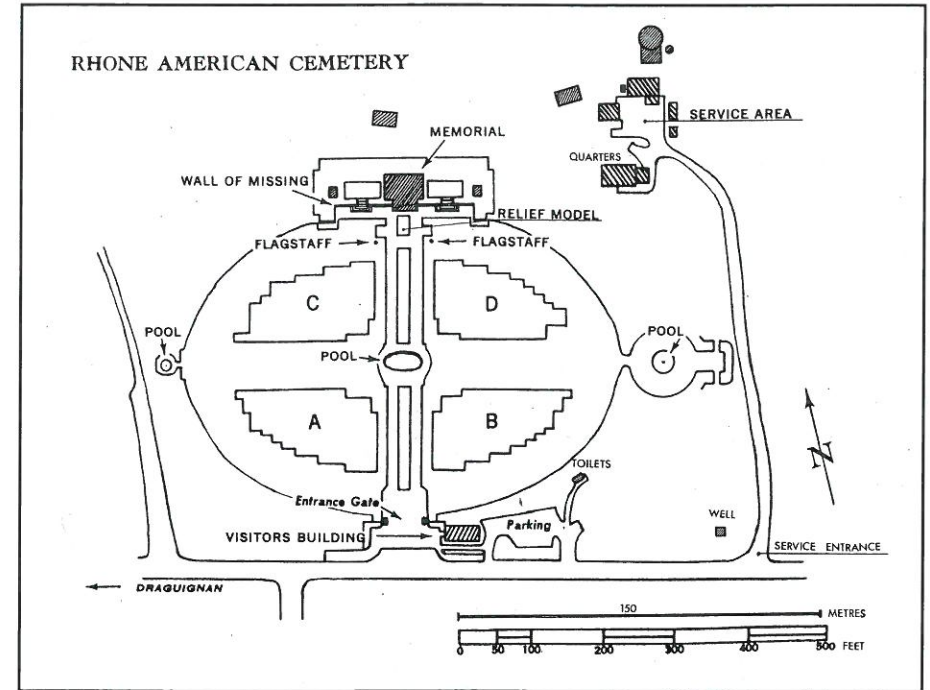 RHONE AMERICAN CEMETERY
MEMORIAL
SERVICE AREA
QUARTERS
WALL OF MISSING
RELIEF MODEL
FLAGSTAFF
FLAGSTAFF
C
D
POOL
POOL
POOL
A
B
TOILETS
N
Entrance Gate
Parking
WELL
VISITORS BUILDING
SERVICE ENTRANCE
DRAGUIGNAN
150
METRES
0 50 100 200 300 400 500 FEET